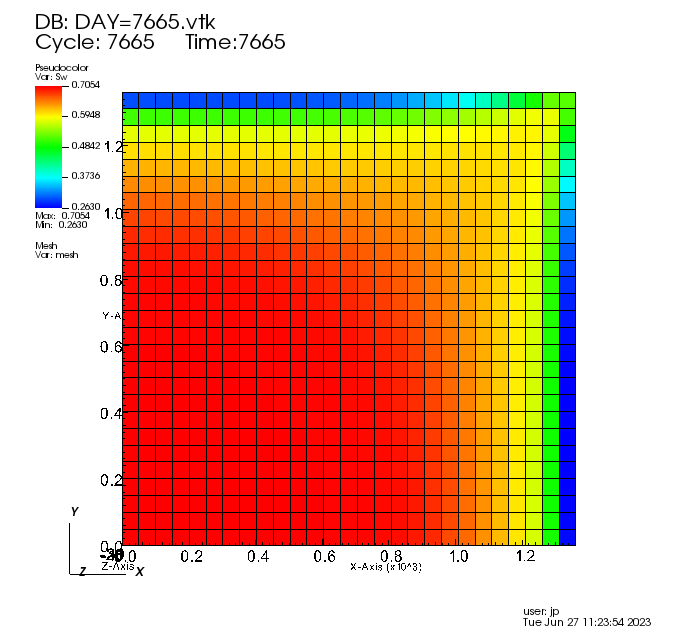 DB: DAY=7665.vtk
Cycle: 7665 Time:7665
Pseudocolor
Var: Sw
0.7054
0.5948
0.4842
0.3736
0.2630
Max: 0.7054
Min: 0.2630
Mesh
Var: mesh
1.2
1.0
0.8
Y-A
0.6
0.4
0.2
0.0
0.0 0.2 0.4 0.6 0.8 1.0 1.2
Z-Axis
X-Axis (x10^3)
Y
Z X
user: jp
Tue Jun 27 11:23:54 2023